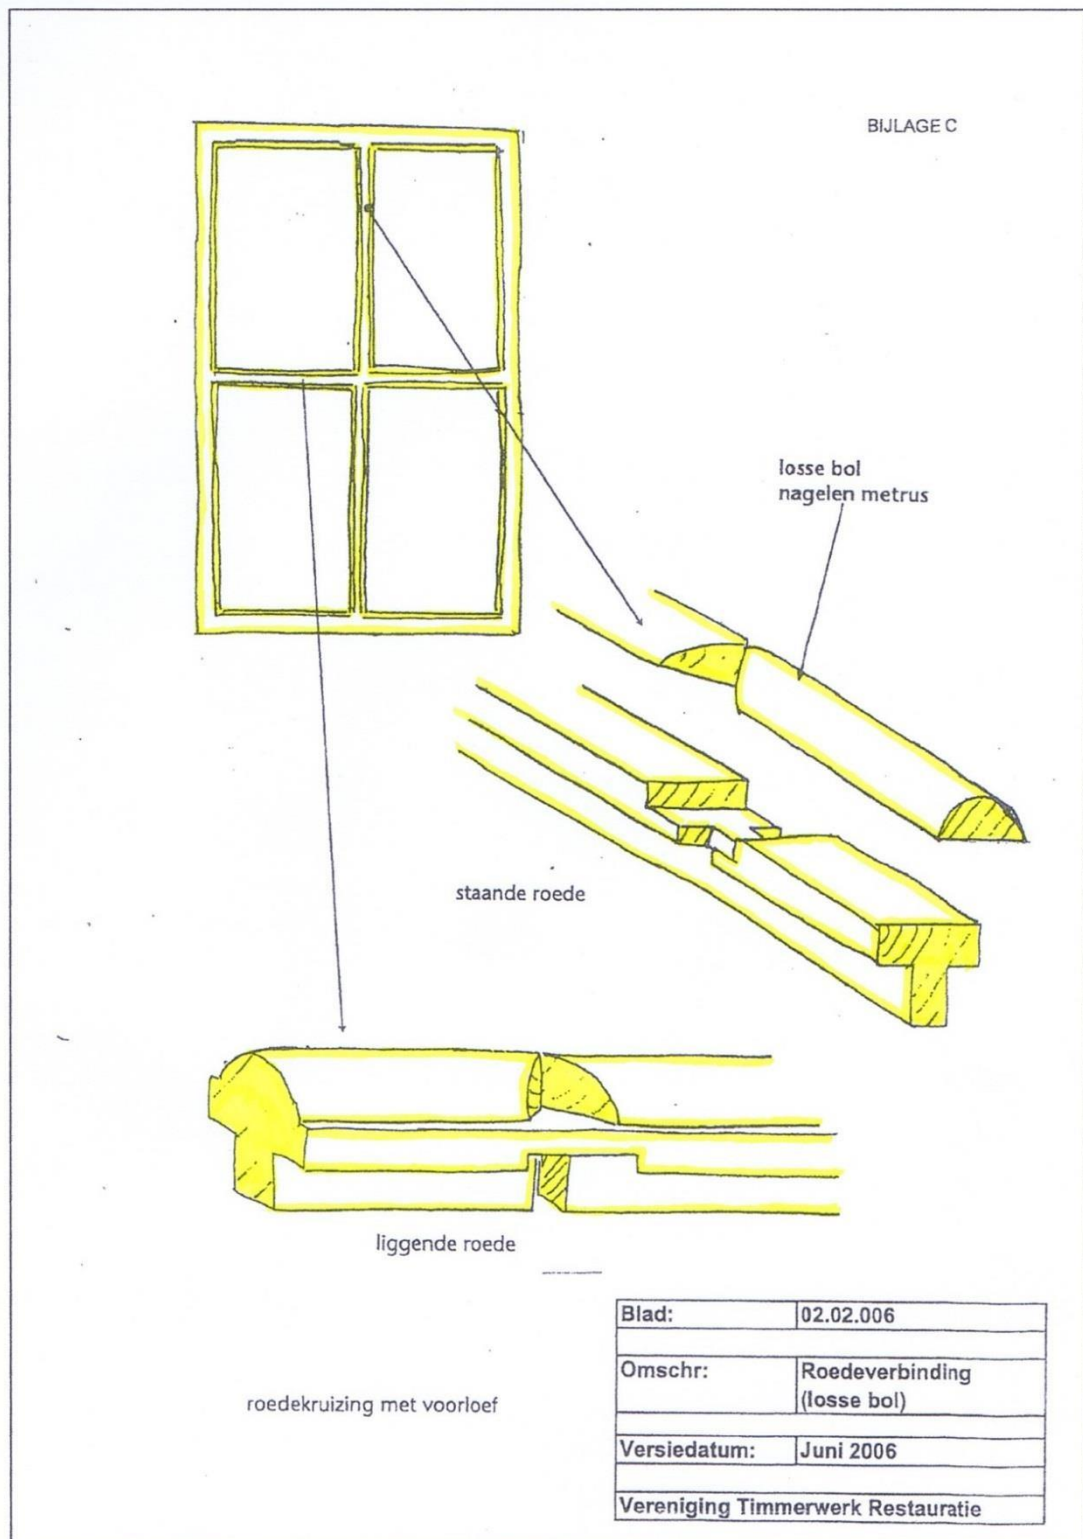 BIJLAGE C
losse bol
nagelen metrus
staande roede
liggende roede
roedekruizing met voorloef
Blad: 02.02.006
Omschr: Roedeverbinding
(losse bol)
Versiedatum: Juni 2006
Vereniging Timmerwerk Restauratie